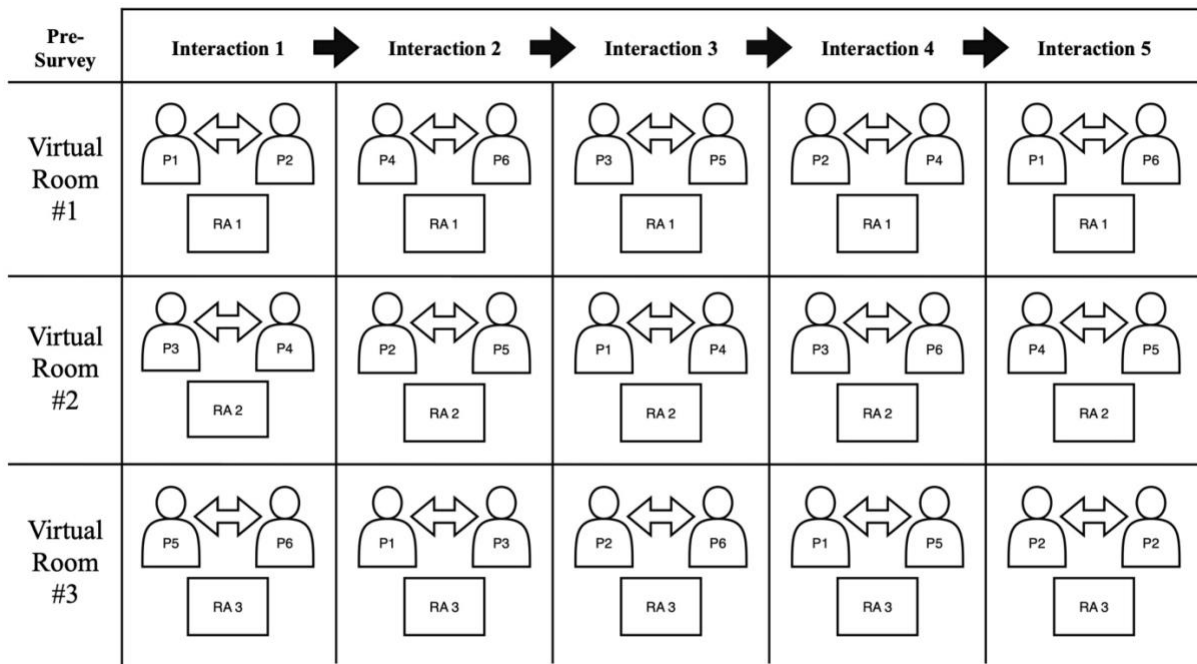 Pre-
Survey
Interaction 1
Interaction 2
Interaction 3
Interaction 4
Interaction 5
Virtual
Room
#1
P1
P2
RA 1
P4
P6
RA 1
P3
P5
RA 1
P2
P4
RA 1
P1
P6
RA 1
Virtual
Room
#2
P3
P4
RA 2
P2
P5
RA 2
P1
P4
RA 2
P3
P6
RA 2
P4
P5
RA 2
Virtual
Room
#3
P5
P6
RA 3
P1
P3
RA 3
P2
P6
RA 3
P1
P5
RA 3
P2
P2
RA 3